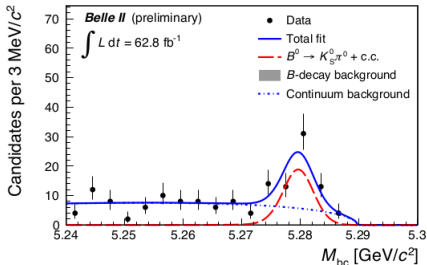 Belle II (preliminary)
∫ L dt = 62.8 fb⁻¹
Data
Total fit
B⁰ → K⁰_S π⁰ + c.c.
B-decay background
Continuum background
Candidates per 3 MeV/c²
70
60
50
40
30
20
10
0
5.24 5.25 5.26 5.27 5.28 5.29 5.3
M_bc [GeV/c²]